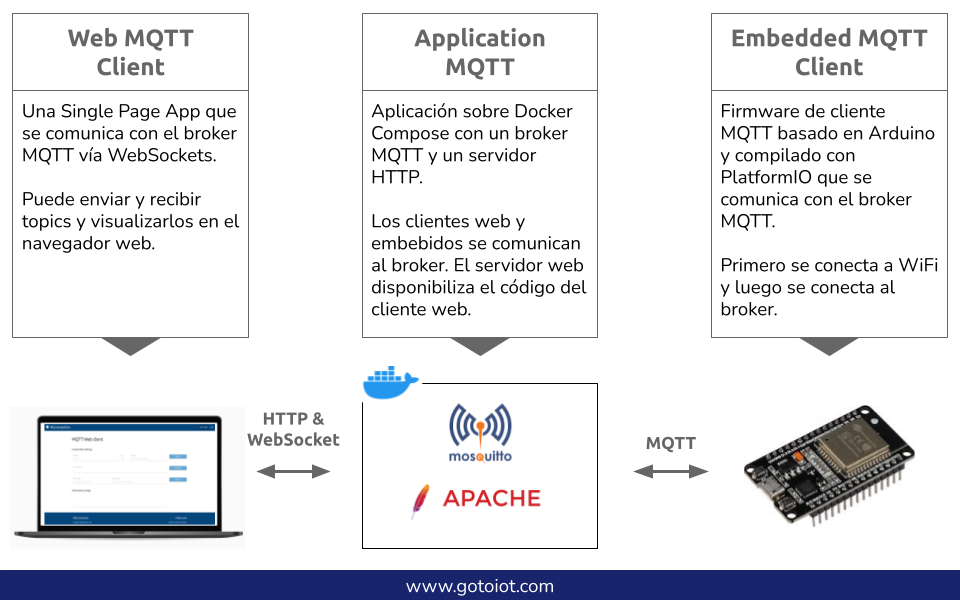 Web MQTT
Client
Una Single Page App que
se comunica con el broker
MQTT vía WebSockets.
Puede enviar y recibir
topics y visualizarlos en el
navegador web.
Application
MQTT
Aplicación sobre Docker
Compose con un broker
MQTT y un servidor
HTTP.
Los clientes web y
embebidos se comunican
al broker. El servidor web
disponibiliza el código del
cliente web.
Embedded MQTT
Client
Firmware de cliente
MQTT basado en Arduino
y compilado con
PlatformIO que se
comunica con el broker
MQTT.
Primero se conecta a WiFi
y luego se conecta al
broker.
MQTT Web client
HTTP &
WebSocket
mosquitto
APACHE
MQTT
www.gotoiot.com